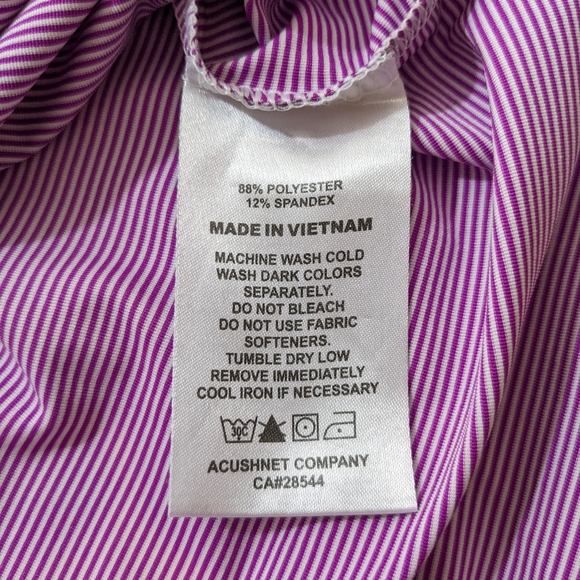 88% POLYESTER
12% SPANDEX
MADE IN VIETNAM
MACHINE WASH COLD
WASH DARK COLORS
SEPARATELY.
DO NOT BLEACH
DO NOT USE FABRIC
SOFTENERS.
TUMBLE DRY LOW
REMOVE IMMEDIATELY
COOL IRON IF NECESSARY
30C
ACUSHNET COMPANY
CA#28544